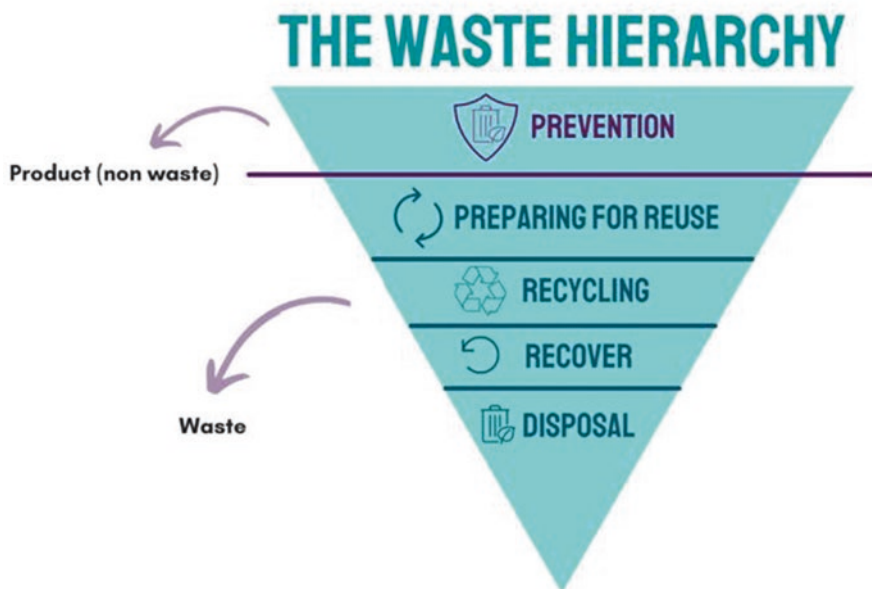 THE WASTE HIERARCHY
PREVENTION
Product (non waste)
PREPARING FOR REUSE
RECYCLING
RECOVER
DISPOSAL
Waste